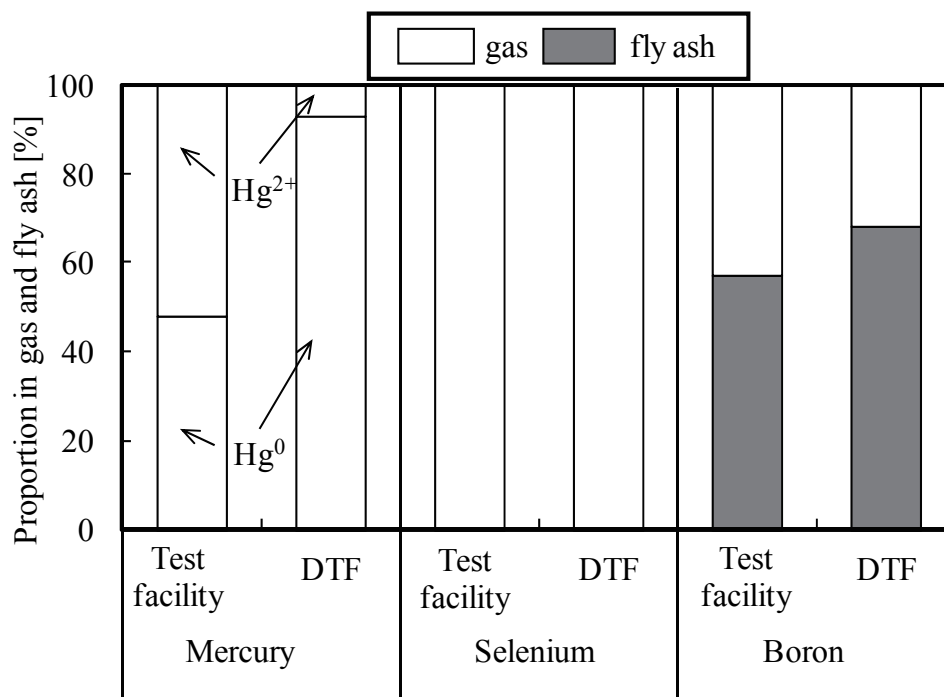 gas fly ash
Proportion in gas and fly ash [%]
100
80
60
40
20
0
Hg²⁺
Hg⁰
Test facility
DTF
Test facility
DTF
Test facility
DTF
Mercury
Selenium
Boron